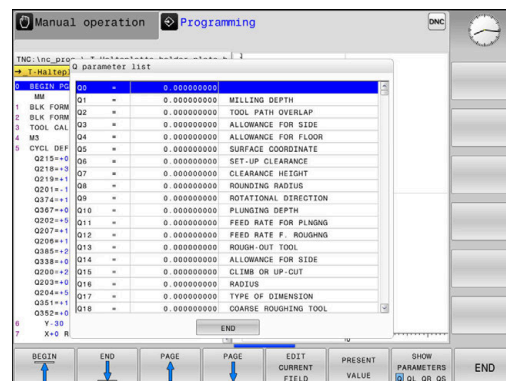 Manual operation
Programming
DNC
TNC:\nc_prog\
→ _T-Haltepl
Q parameter list
0 BEGIN PG
MM
1 BLK FORM
2 BLK FORM
3 TOOL CAL
4 M3
5 CYCL DEF
Q215=+0
Q218=+3
Q219=+1
Q201=-1
Q374=+1
Q367=+0
Q202=+5
Q207=+1
Q206=+1
Q385=+2
Q338=+0
Q200=+2
Q203=+0
Q204=+5
Q351=+1
Q352=+0
6 Y-30
7 X+0 R
Q0 = 0.000000000
Q1 = 0.000000000 MILLING DEPTH
Q2 = 0.000000000 TOOL PATH OVERLAP
Q3 = 0.000000000 ALLOWANCE FOR SIDE
Q4 = 0.000000000 ALLOWANCE FOR FLOOR
Q5 = 0.000000000 SURFACE COORDINATE
Q6 = 0.000000000 SET-UP CLEARANCE
Q7 = 0.000000000 CLEARANCE HEIGHT
Q8 = 0.000000000 ROUNDING RADIUS
Q9 = 0.000000000 ROTATIONAL DIRECTION
Q10 = 0.000000000 PLUNGING DEPTH
Q11 = 0.000000000 FEED RATE FOR PLNGNG
Q12 = 0.000000000 FEED RATE F. ROUGHNG
Q13 = 0.000000000 ROUGH-OUT TOOL
Q14 = 0.000000000 ALLOWANCE FOR SIDE
Q15 = 0.000000000 CLIMB OR UP-CUT
Q16 = 0.000000000 RADIUS
Q17 = 0.000000000 TYPE OF DIMENSION
Q18 = 0.000000000 COARSE ROUGHING TOOL
END
BEGIN
END
PAGE
PAGE
EDIT CURRENT FIELD
PRESENT VALUE
SHOW PARAMETERS
Q QL QR QS
END